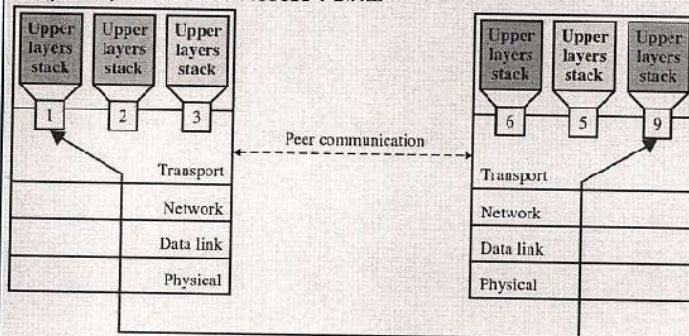 Upper layers stack
Upper layers stack
Upper layers stack
1
2
3
Upper layers stack
Upper layers stack
Upper layers stack
6
5
9
Peer communication
Transport
Network
Data link
Physical
Transport
Network
Data link
Physical